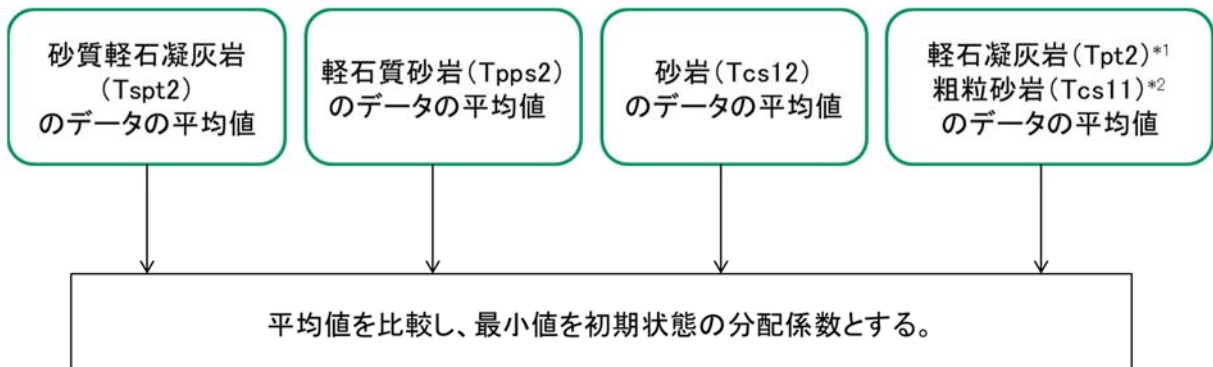 砂質軽石凝灰岩
（Tspt2）
のデータの平均値
軽石質砂岩（Tpps2）
のデータの平均値
砂岩（Tcs12）
のデータの平均値
軽石凝灰岩（Tpt2）*1
粗粒砂岩（Tcs11）*2
のデータの平均値
平均値を比較し、最小値を初期状態の分配係数とする。